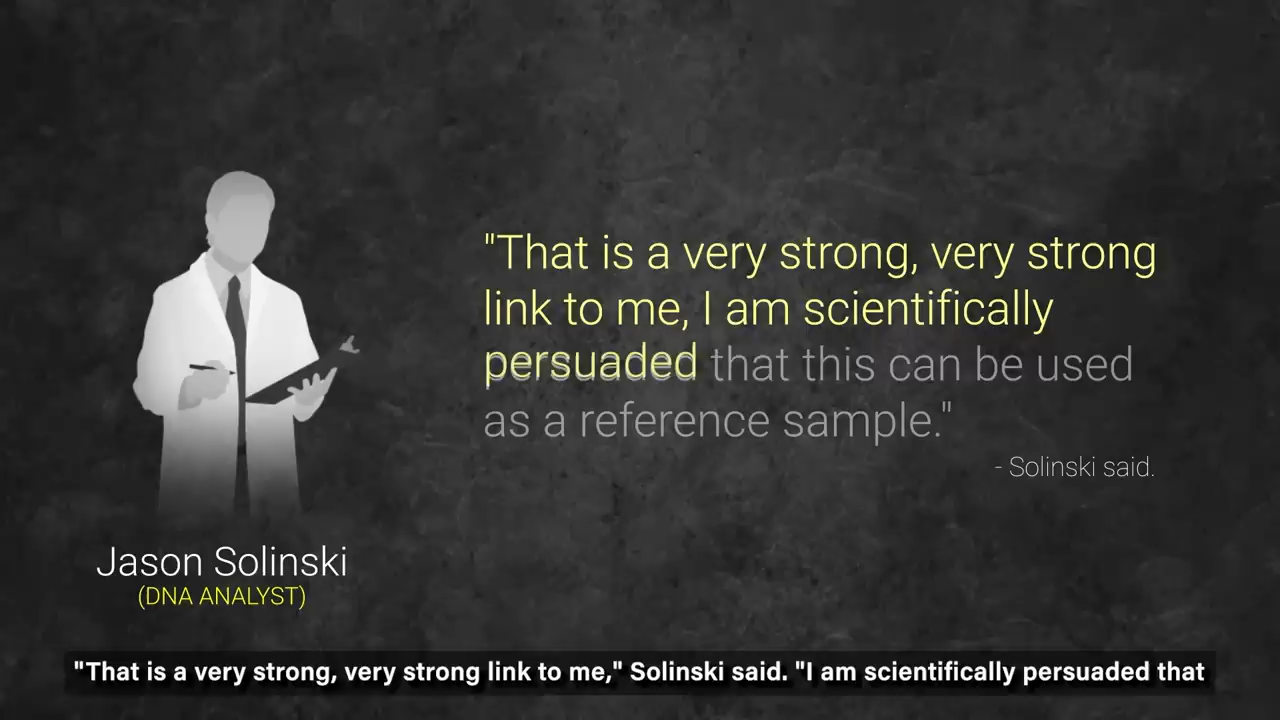 "That is a very strong, very strong
link to me, I am scientifically
persuaded that this can be used
as a reference sample."
- Solinski said.
Jason Solinski
(DNA ANALYST)
"That is a very strong, very strong link to me," Solinski said. "I am scientifically persuaded that